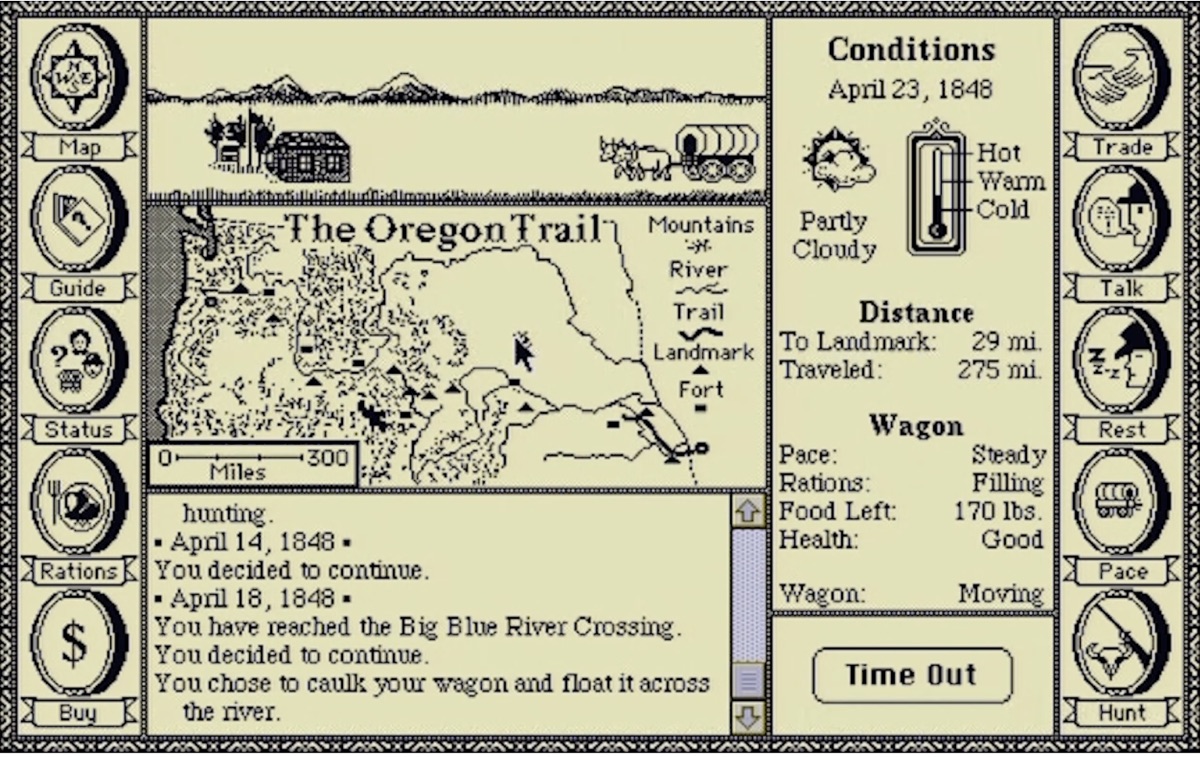 Map
Guide
?
Status
Rations
$
Buy
N
W E
S
The Oregon Trail
Mountains
River
Trail
Landmark
Fort
0 300
Miles
hunting.
▪ April 14, 1848 ▪
You decided to continue.
▪ April 18, 1848 ▪
You have reached the Big Blue River Crossing.
You decided to continue.
You chose to caulk your wagon and float it across
the river.
Conditions
April 23, 1848
Partly
Cloudy
Hot
Warm
Cold
Distance
To Landmark: 29 mi.
Traveled: 275 mi.
Wagon
Pace: Steady
Rations: Filling
Food Left: 170 lbs.
Health: Good
Wagon: Moving
Time Out
Trade
Talk
Z
Z-Z-Z
Rest
Pace
Hunt